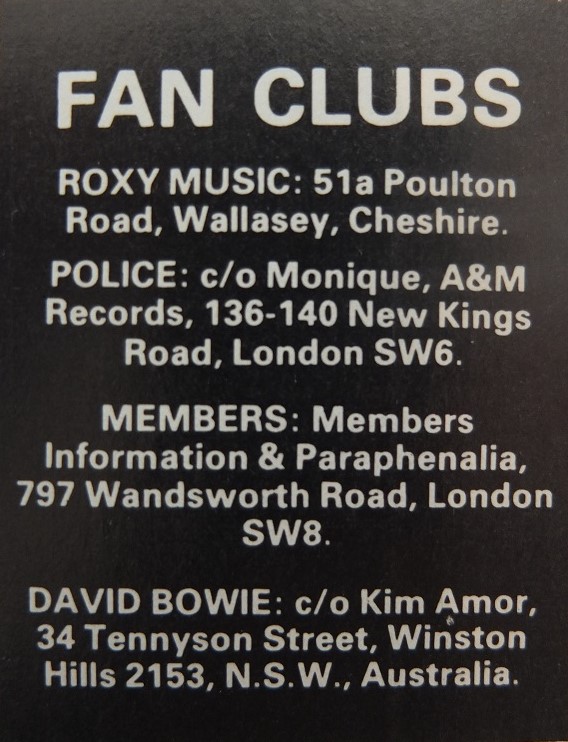 FAN CLUBS
ROXY MUSIC: 51a Poulton
Road, Wallasey, Cheshire.
POLICE: c/o Monique, A&M
Records, 136-140 New Kings
Road, London SW6.
MEMBERS: Members
Information & Paraphenalia,
797 Wandsworth Road, London
SW8.
DAVID BOWIE: c/o Kim Amor,
34 Tennyson Street, Winston
Hills 2153, N.S.W., Australia.